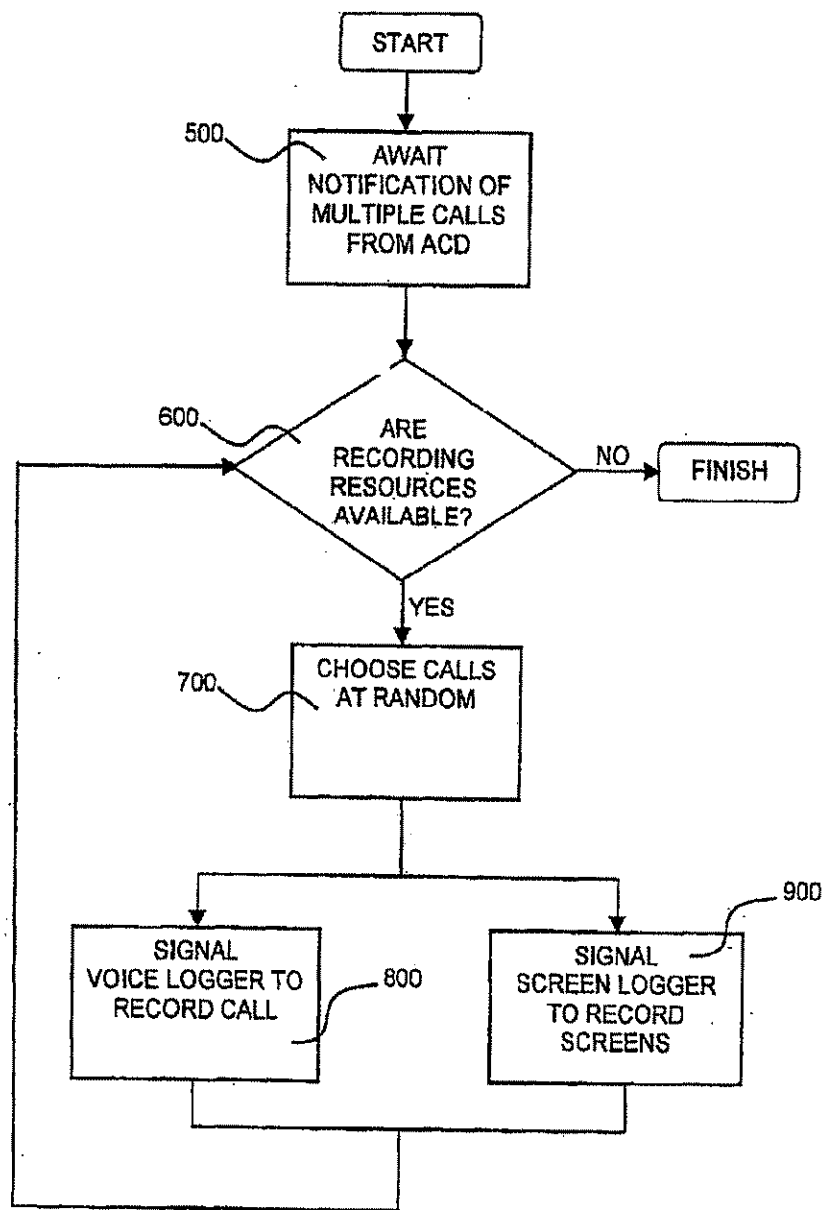 START
500
AWAIT
NOTIFICATION OF
MULTIPLE CALLS
FROM ACD
600
ARE
RECORDING
RESOURCES
AVAILABLE?
NO
FINISH
YES
700
CHOOSE CALLS
AT RANDOM
SIGNAL
VOICE LOGGER TO
RECORD CALL
800
900
SIGNAL
SCREEN LOGGER
TO RECORD
SCREENS